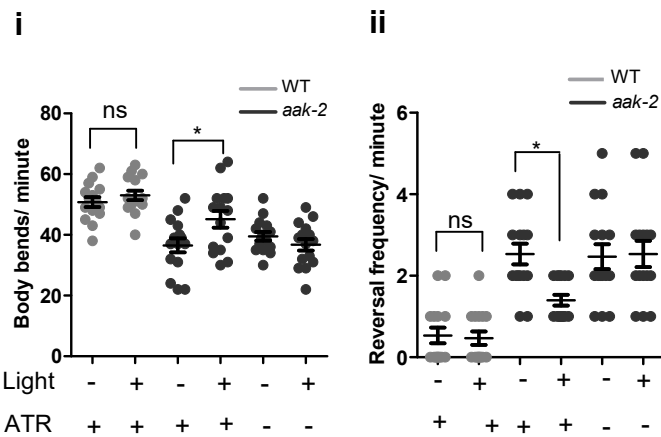 i
WT
aak-2
Body bends/ minute
80
60
40
20
0
ns
*
Light - + - + - +
ATR + + + + - -
ii
WT
aak-2
Reversal frequency/ minute
6
4
2
0
ns
*
- + - + - +
+ + + + - -